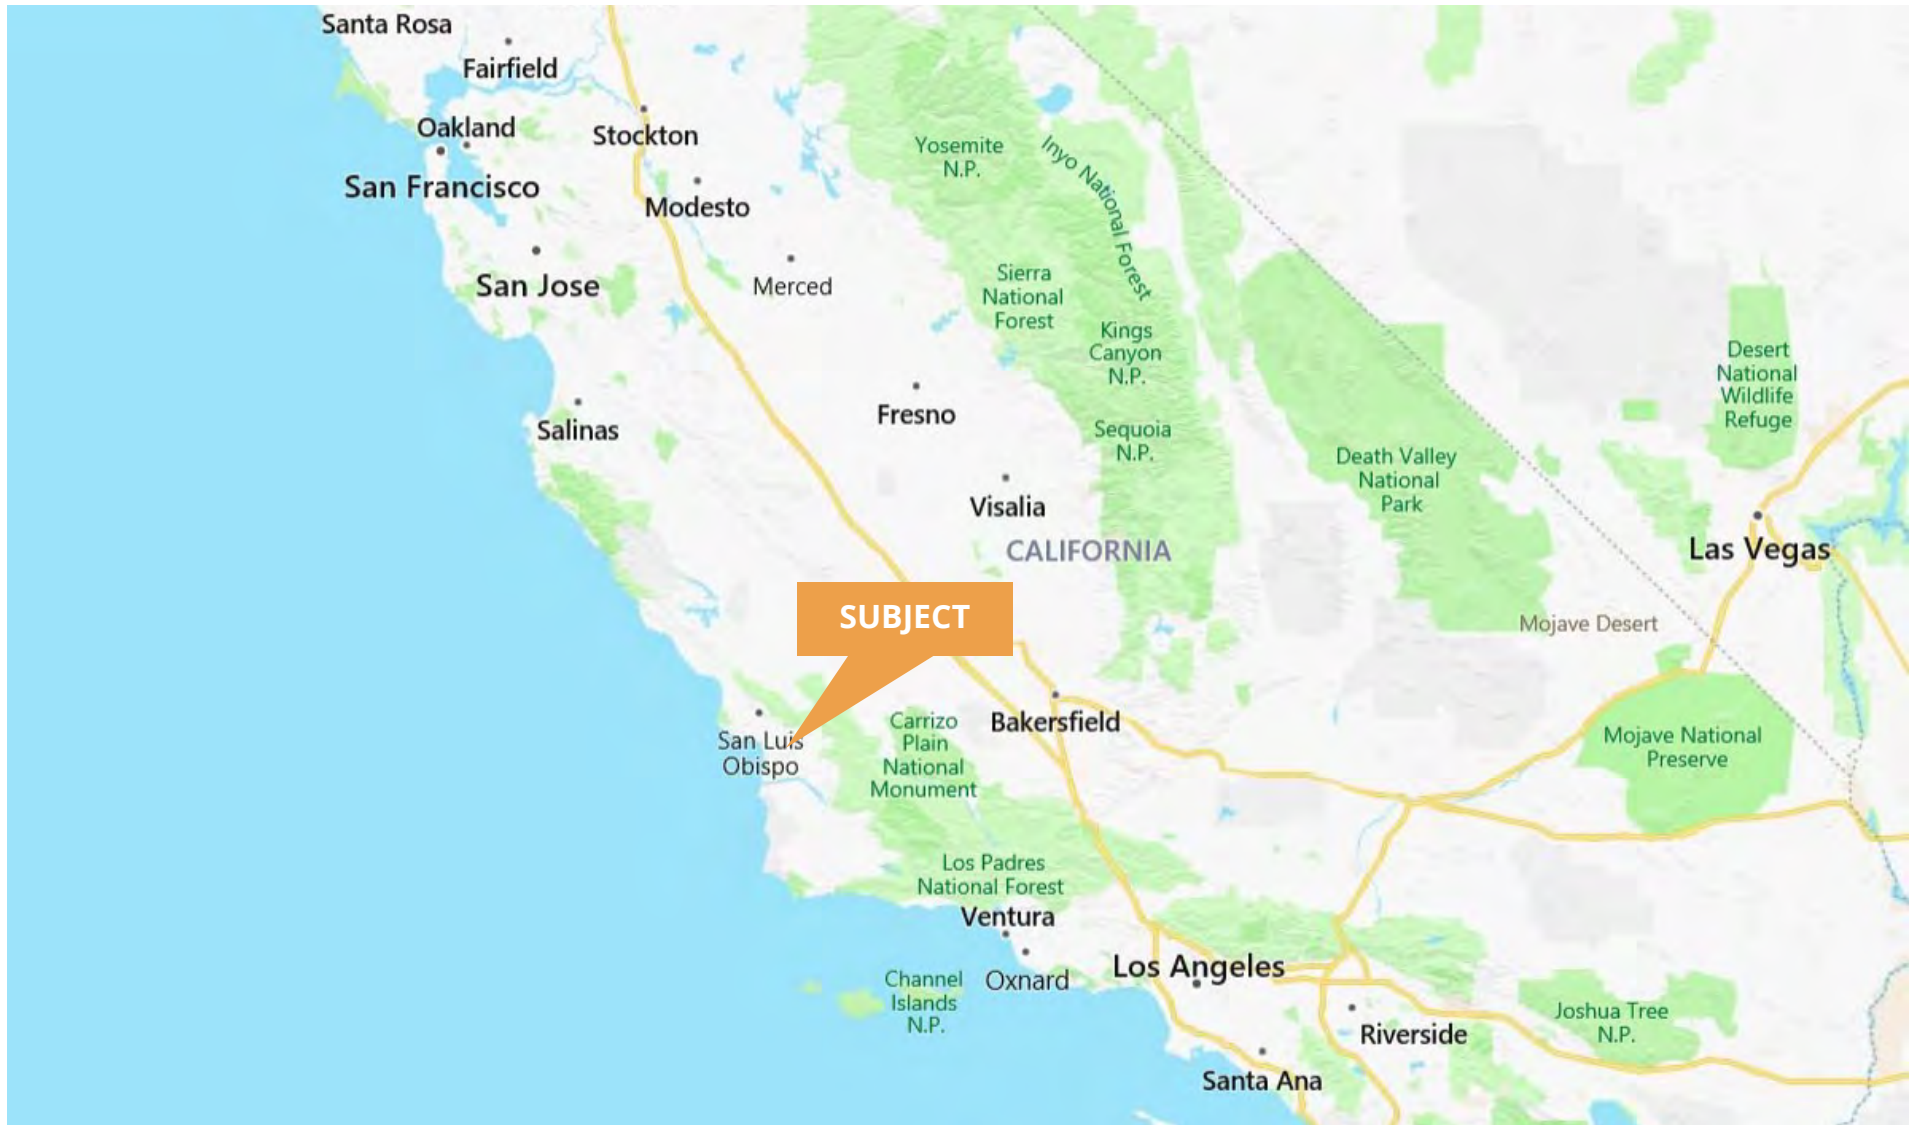 Santa Rosa
Fairfield
Oakland
Stockton
San Francisco
Modesto
San Jose
Merced
Yosemite
N.P.
Inyo National Forest
Sierra
National
Forest
Kings
Canyon
N.P.
Desert
National
Wildlife
Refuge
Salinas
Fresno
Sequoia
N.P.
Death Valley
National
Park
Visalia
CALIFORNIA
Las Vegas
SUBJECT
Mojave Desert
San Luis
Obispo
Carrizo
Plain
National
Monument
Bakersfield
Mojave National
Preserve
Los Padres
National Forest
Ventura
Channel
Islands
N.P.
Oxnard
Los Angeles
Riverside
Joshua Tree
N.P.
Santa Ana